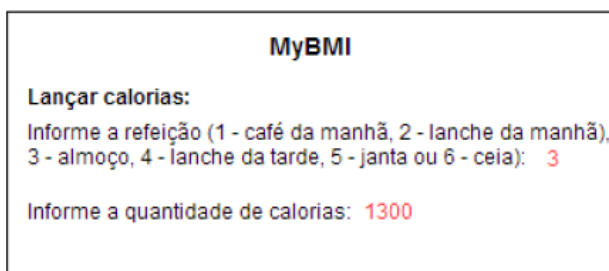 MyBMI
Lançar calorias:
Informe a refeição (1 - café da manhã, 2 - lanche da manhã),
3 - almoço, 4 - lanche da tarde, 5 - janta ou 6 - ceia): 3
Informe a quantidade de calorias: 1300